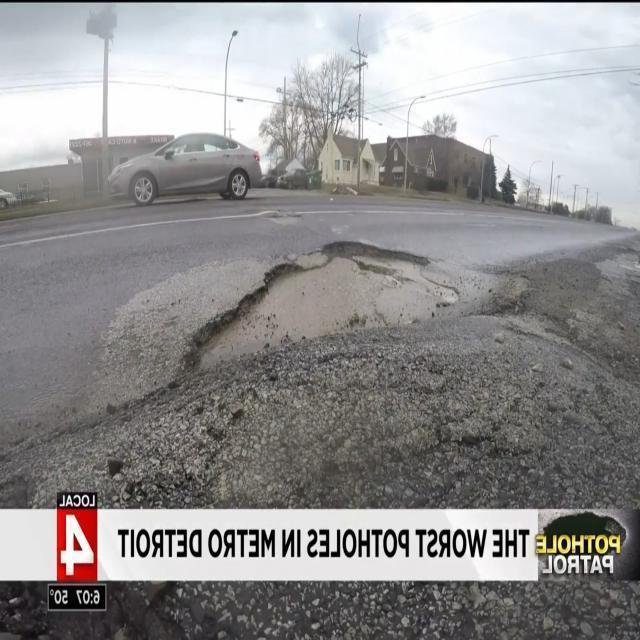 LOCAL
4
THE WORST POTHOLES IN METRO DETROIT
POTHOLE
PATROL
6:07 50°